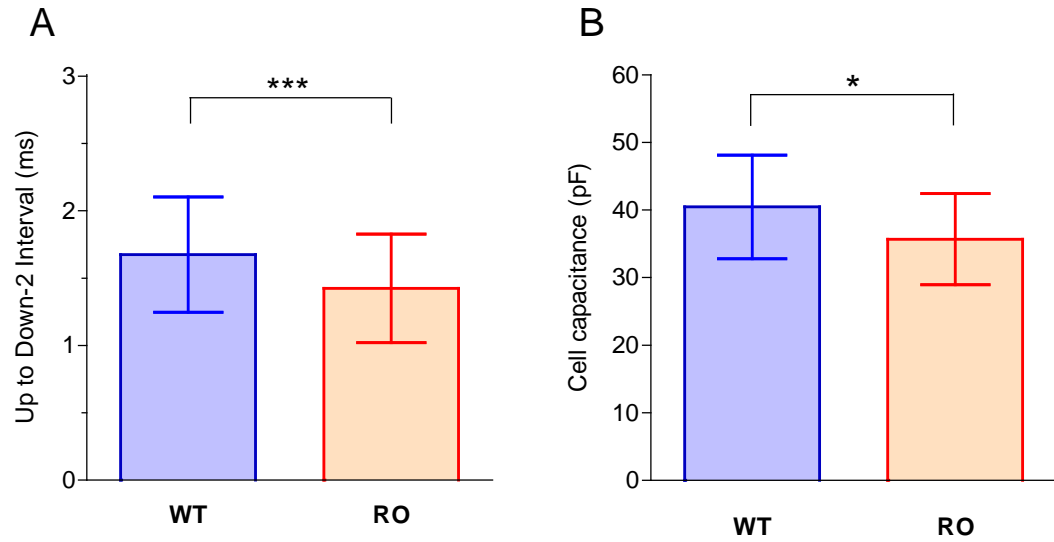 A
Up to Down-2 Interval (ms)
3
2
1
0
***
WT
RO
B
Cell capacitance (pF)
60
50
40
30
20
10
0
*
WT
RO